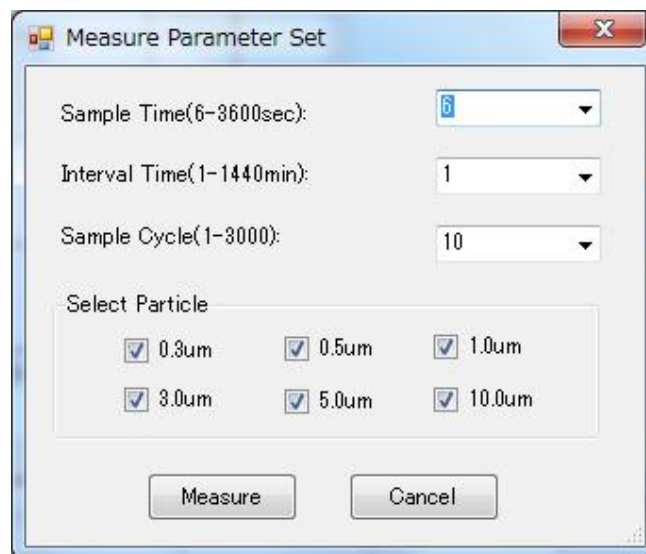 Measure Parameter Set
Sample Time(6-3600sec): 6
Interval Time(1-1440min): 1
Sample Cycle(1-3000): 10
Select Particle
0.3um 0.5um 1.0um
3.0um 5.0um 10.0um
Measure Cancel